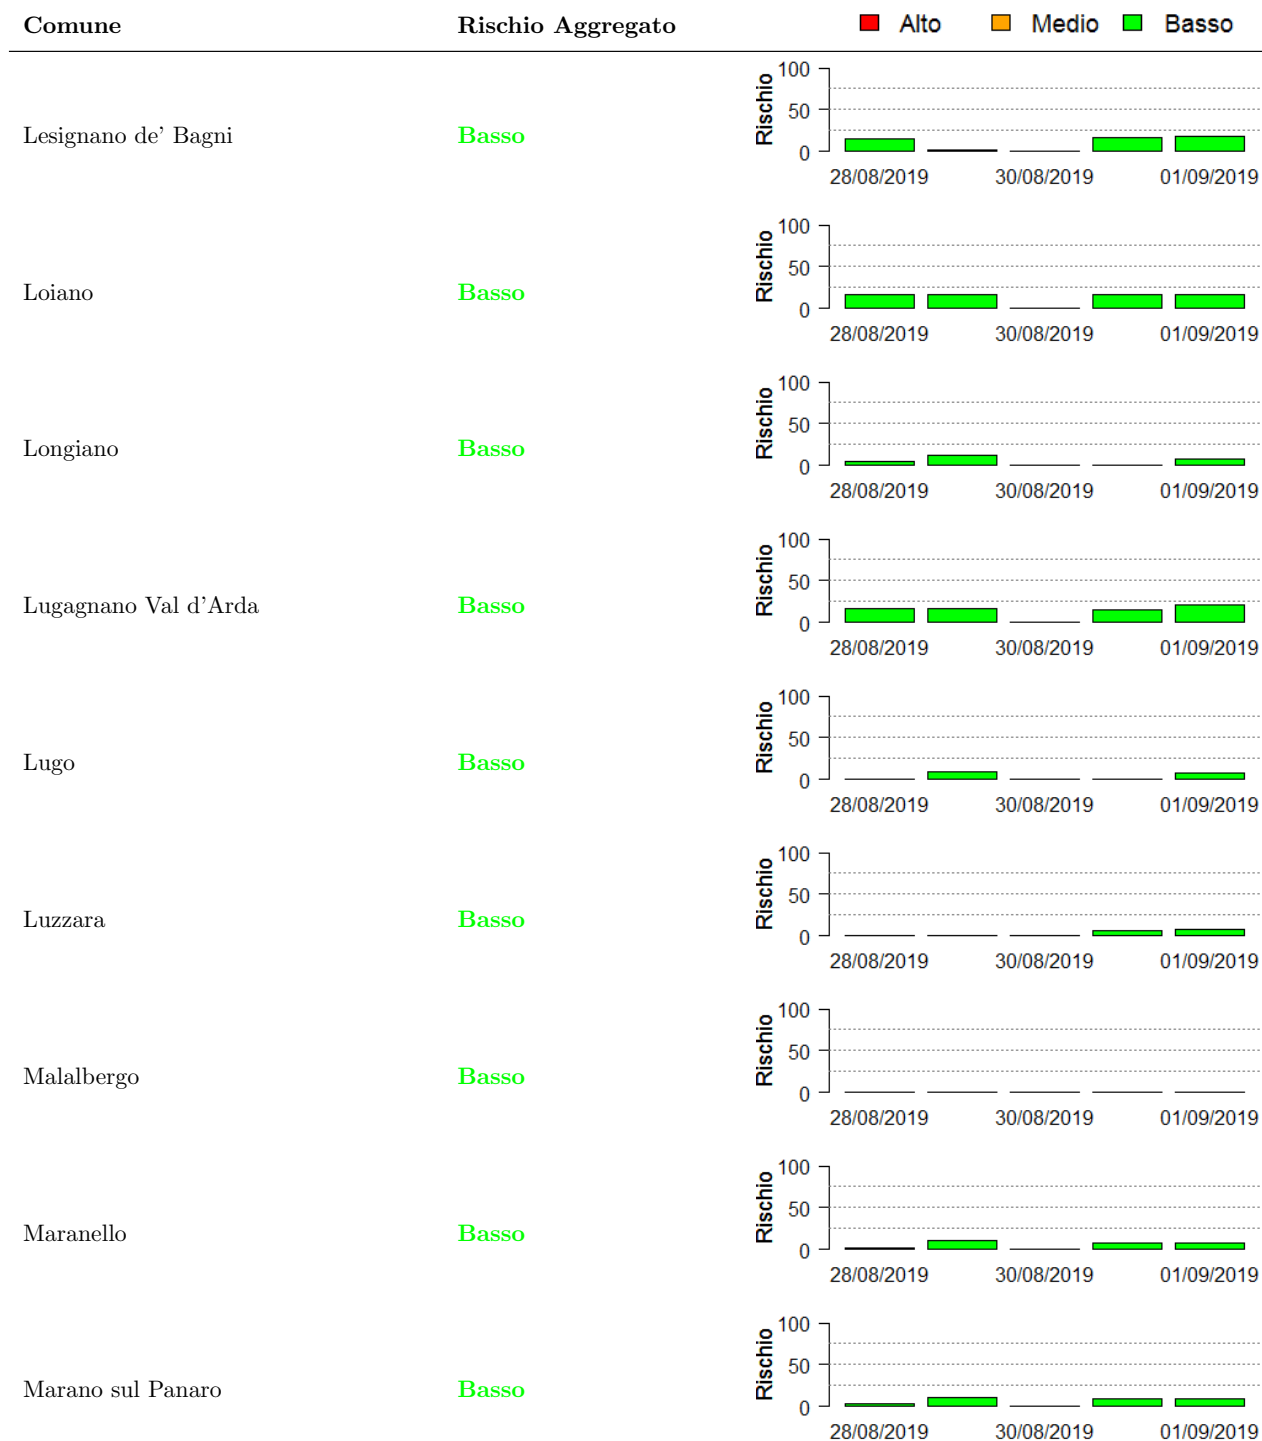 Comune Rischio Aggregato Alto Medio Basso
Lesignano de' Bagni Basso Rischio 100 50 0
28/08/2019 30/08/2019 01/09/2019
Loiano Basso Rischio 100 50 0
28/08/2019 30/08/2019 01/09/2019
Longiano Basso Rischio 100 50 0
28/08/2019 30/08/2019 01/09/2019
Lugagnano Val d'Arda Basso Rischio 100 50 0
28/08/2019 30/08/2019 01/09/2019
Lugo Basso Rischio 100 50 0
28/08/2019 30/08/2019 01/09/2019
Luzzara Basso Rischio 100 50 0
28/08/2019 30/08/2019 01/09/2019
Malalbergo Basso Rischio 100 50 0
28/08/2019 30/08/2019 01/09/2019
Maranello Basso Rischio 100 50 0
28/08/2019 30/08/2019 01/09/2019
Marano sul Panaro Basso Rischio 100 50 0
28/08/2019 30/08/2019 01/09/2019